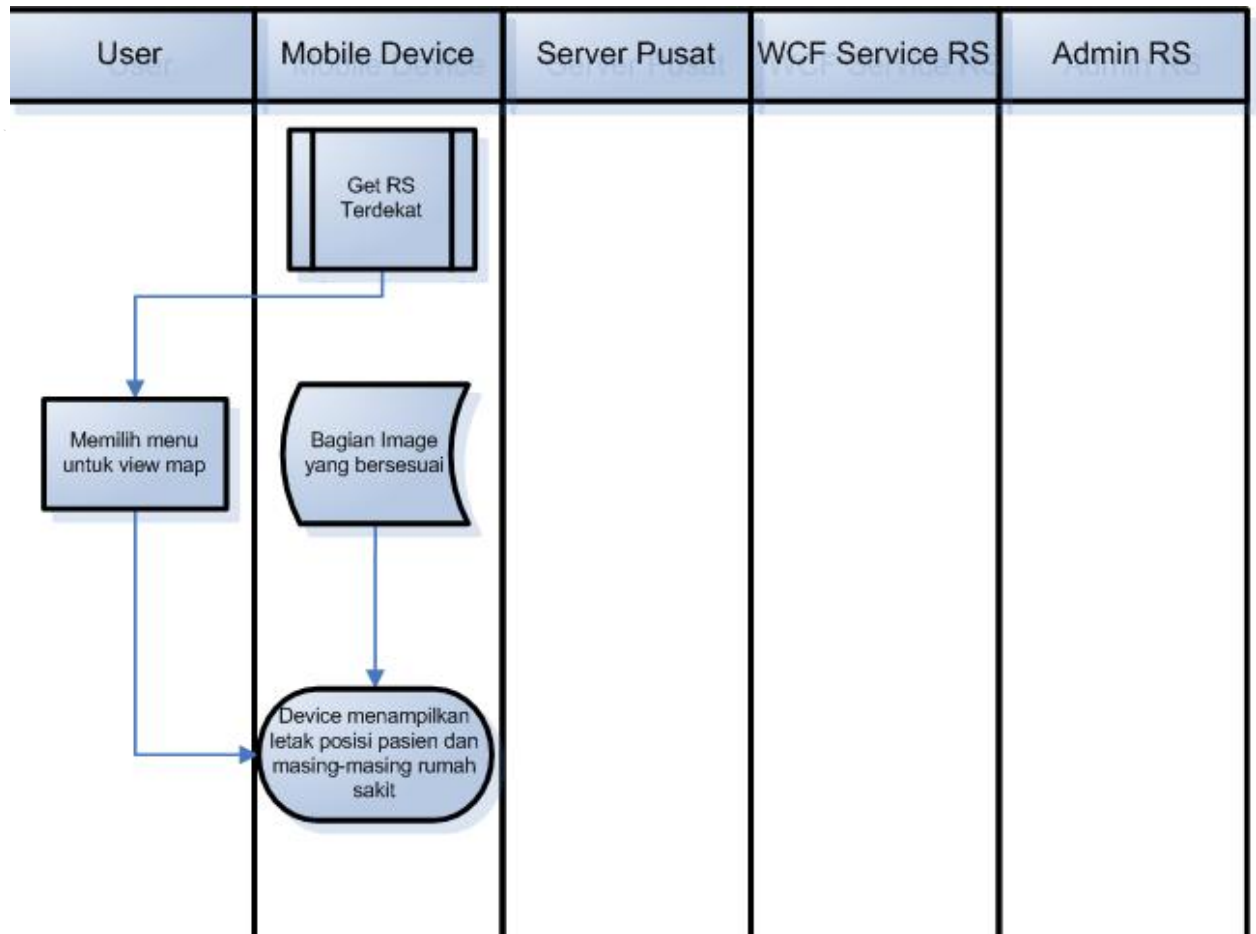 User
Mobile Device
Server Pusat
WCF Service RS
Admin RS
Get RS
Terdekat
Memilih menu
untuk view map
Bagian Image
yang bersesuai
Device menampilkan
letak posisi pasien dan
masing-masing rumah
sakit